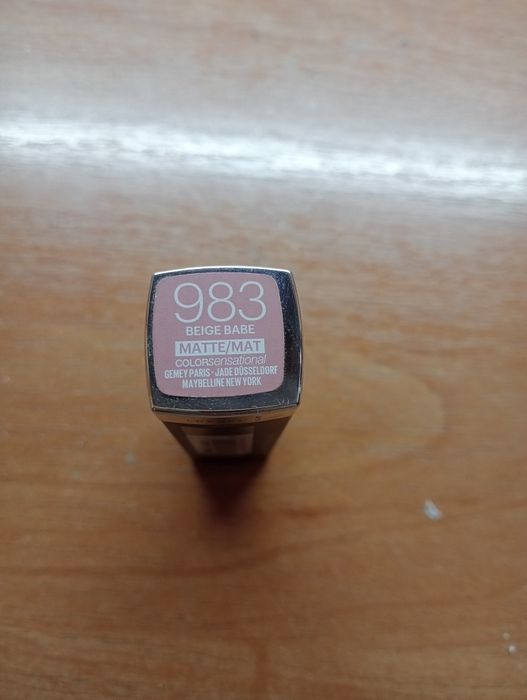 983
BEIGE BABE
MATTE/MAT
COLORsensational
GEMEY PARIS - JADE DÜSSELDORF
MAYBELLINE NEW YORK